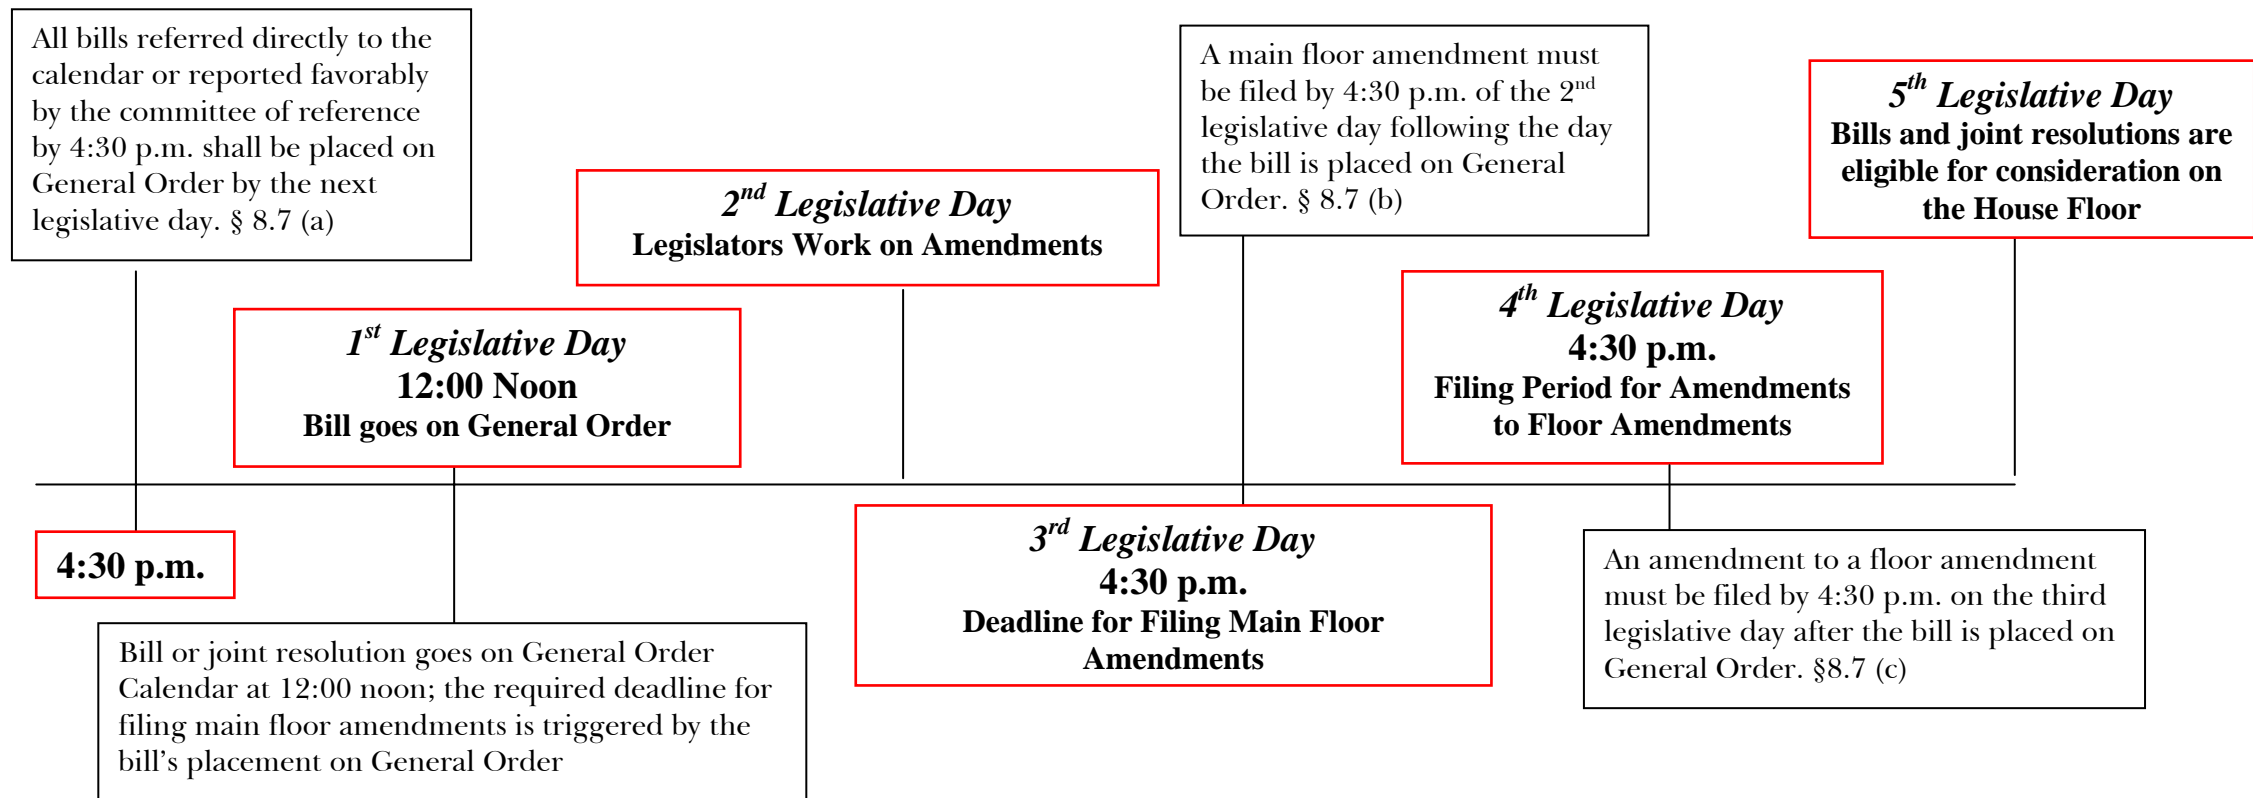 All bills referred directly to the
calendar or reported favorably
by the committee of reference
by 4:30 p.m. shall be placed on
General Order by the next
legislative day. § 8.7 (a)
4:30 p.m.
1st Legislative Day
12:00 Noon
Bill goes on General Order
Bill or joint resolution goes on General Order
Calendar at 12:00 noon; the required deadline for
filing main floor amendments is triggered by the
bill’s placement on General Order
2nd Legislative Day
Legislators Work on Amendments
A main floor amendment must
be filed by 4:30 p.m. of the 2nd
legislative day following the day
the bill is placed on General
Order. § 8.7 (b)
3rd Legislative Day
4:30 p.m.
Deadline for Filing Main Floor
Amendments
4th Legislative Day
4:30 p.m.
Filing Period for Amendments
to Floor Amendments
An amendment to a floor amendment
must be filed by 4:30 p.m. on the third
legislative day after the bill is placed on
General Order. §8.7 (c)
5th Legislative Day
Bills and joint resolutions are
eligible for consideration on
the House Floor